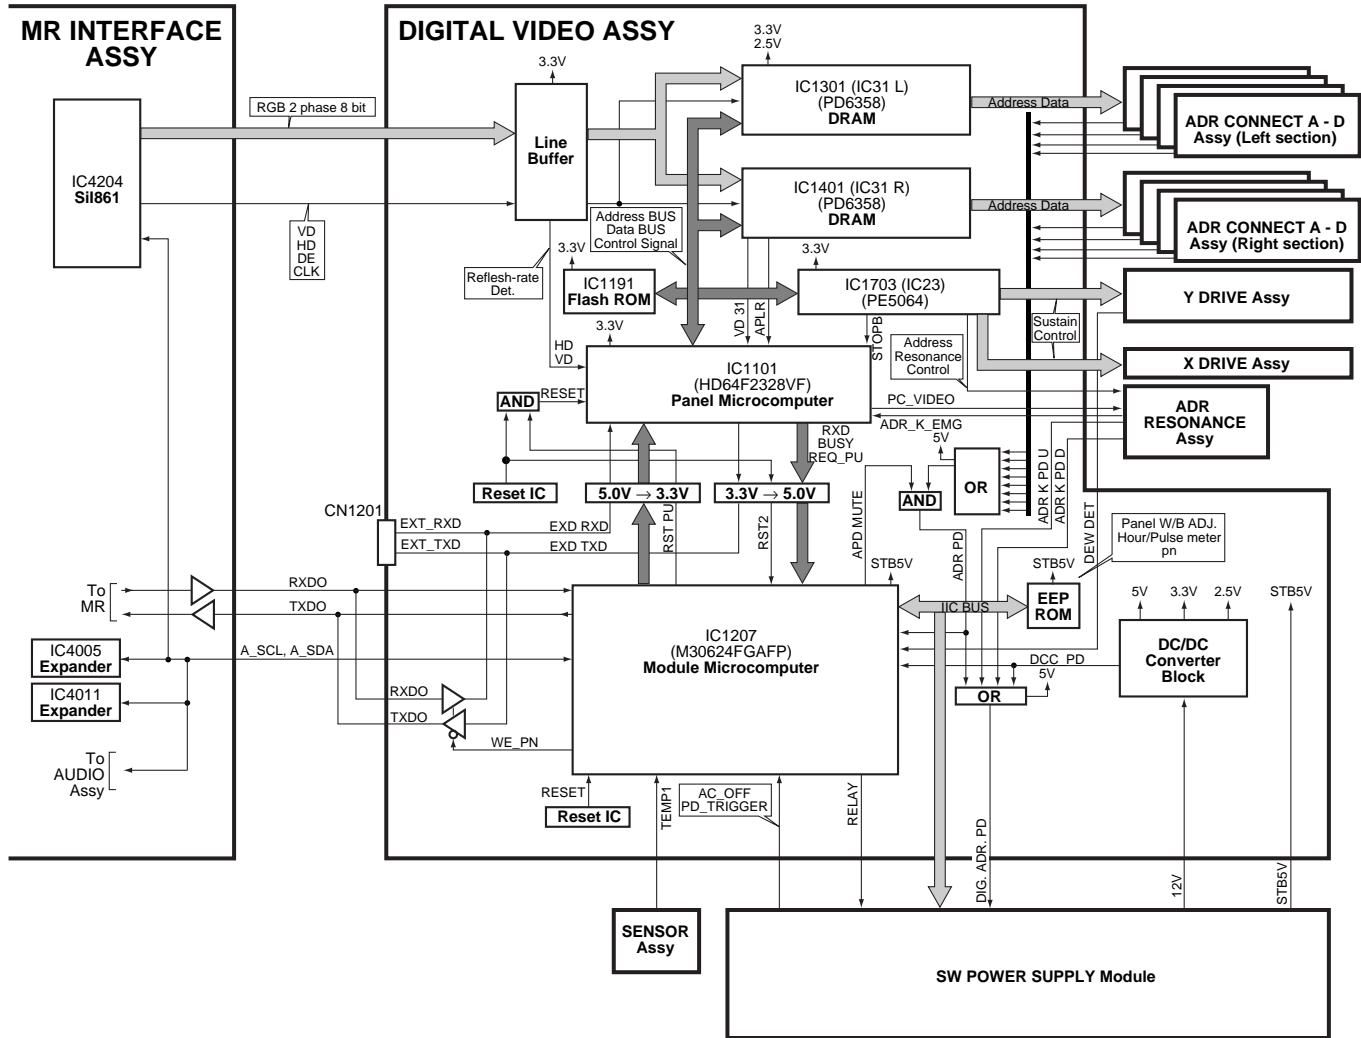 MR INTERFACE
ASSY
DIGITAL VIDEO ASSY
3.3V
3.3V
2.5V
RGB 2 phase 8 bit
IC4204
SiI861
VD
HD
DE
CLK
Line
Buffer
IC1301 (IC31 L)
(PD6358)
DRAM
Address Data
ADR CONNECT A - D
Assy (Left section)
IC1401 (IC31 R)
(PD6358)
DRAM
Address Data
ADR CONNECT A - D
Assy (Right section)
Address BUS
Data BUS
Control Signal
Reflesh-rate
Det.
3.3V
IC1191
Flash ROM
3.3V
IC1703 (IC23)
(PE5064)
Y DRIVE Assy
Sustain
Control
X DRIVE Assy
VD 31
APLR
STOPB
Address
Resonance
Control
HD
VD
3.3V
IC1101
(HD64F2328VF)
Panel Microcomputer
AND
RESET
PC_VIDEO
ADR_K_EMG
ADR
RESONANCE
Assy
RXD
BUSY
REQ_PU
5V
OR
AND
Reset IC
5.0V → 3.3V
3.3V → 5.0V
ADR K PD U
ADR K PD D
DEW DET
CN1201
EXT_RXD
EXT_TXD
EXD RXD
EXD TXD
RST PU
RST2
APD MUTE
ADR PD
Panel W/B ADJ.
Hour/Pulse meter
pn
STB5V
STB5V
IIC BUS
EEP
ROM
To
MR
RXDO
TXDO
5V
3.3V
2.5V
STB5V
IC1207
(M30624FGAFP)
Module Microcomputer
DC/DC
Converter
Block
DCC_PD
5V
OR
IC4005
Expander
A_SCL, A_SDA
IC4011
Expander
RXDO
TXDO
WE_PN
To
AUDIO
Assy
RESET
Reset IC
TEMP1
AC_OFF
PD_TRIGGER
RELAY
DIG. ADR. PD
12V
STB5V
SENSOR
Assy
SW POWER SUPPLY Module